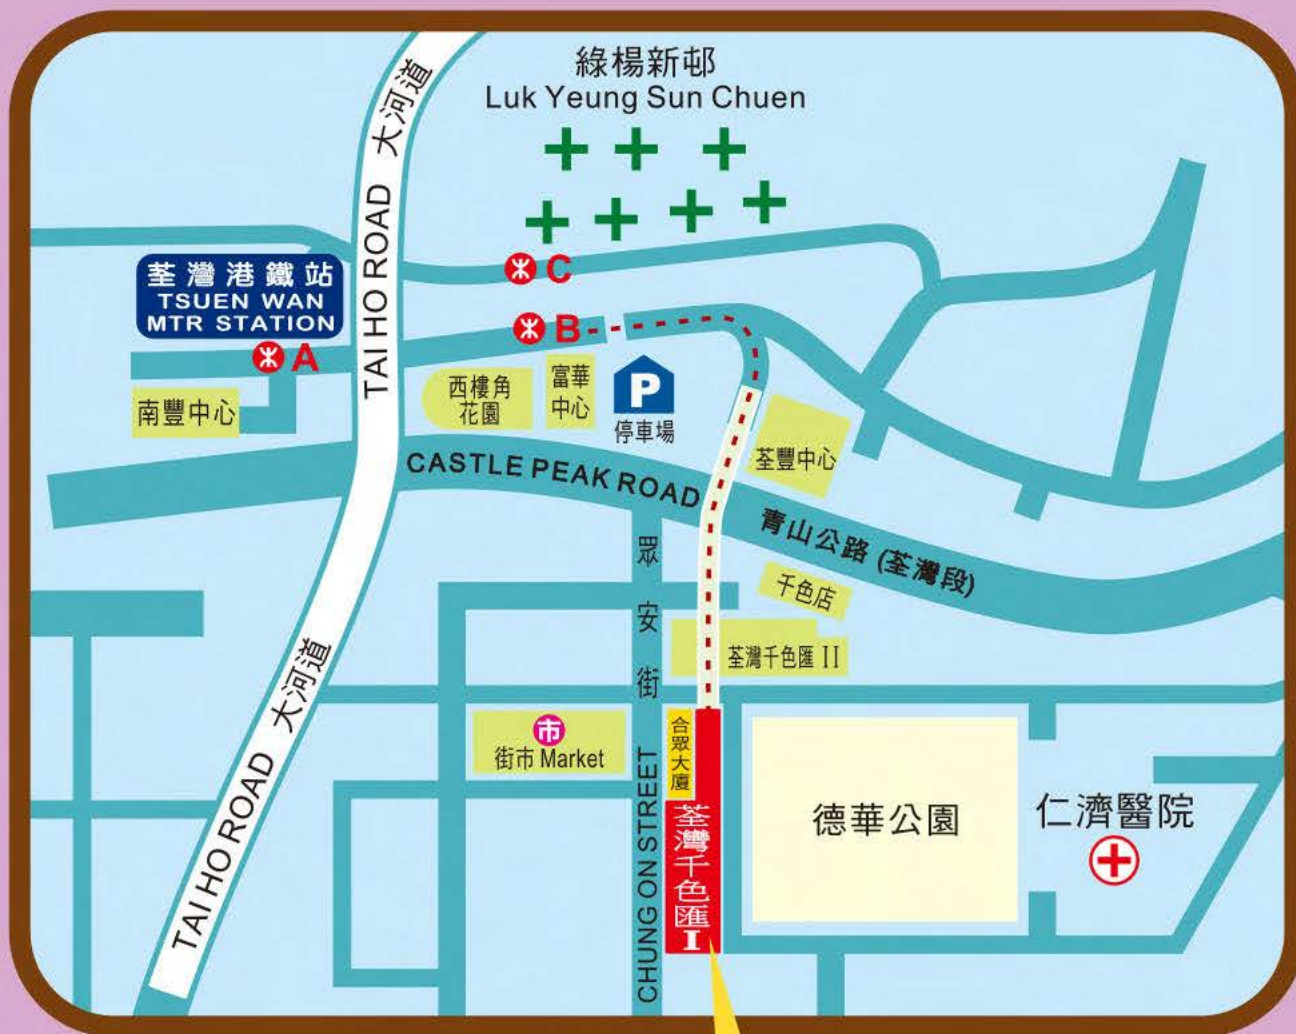 綠楊新邨
Luk Yeung Sun Chuen
大河道
TAI HO ROAD
荃灣港鐵站
TSUEN WAN
MTR STATION
A
B
C
南豐中心
西樓角
花園
富華
中心
P
停車場
荃豐中心
CASTLE PEAK ROAD
青山公路 (荃灣段)
千色店
荃灣千色匯 II
眾安街
CHUNG ON STREET
市
街市 Market
合眾大廈
荃灣千色匯 I
德華公園
仁濟醫院
大河道
TAI HO ROAD